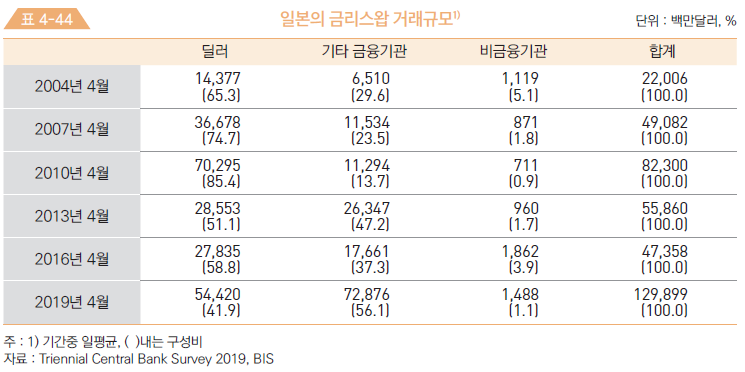 표 4-44 일본의 금리스왑 거래규모1) 단위 : 백만달러, %
딜러 기타 금융기관 비금융기관 합계
2004년 4월 14,377 6,510 1,119 22,006
(65.3) (29.6) (5.1) (100.0)
2007년 4월 36,678 11,534 871 49,082
(74.7) (23.5) (1.8) (100.0)
2010년 4월 70,295 11,294 711 82,300
(85.4) (13.7) (0.9) (100.0)
2013년 4월 28,553 26,347 960 55,860
(51.1) (47.2) (1.7) (100.0)
2016년 4월 27,835 17,661 1,862 47,358
(58.8) (37.3) (3.9) (100.0)
2019년 4월 54,420 72,876 1,488 129,899
(41.9) (56.1) (1.1) (100.0)
주 : 1) 기간중 일평균, ( )내는 구성비
자료 : Triennial Central Bank Survey 2019, BIS